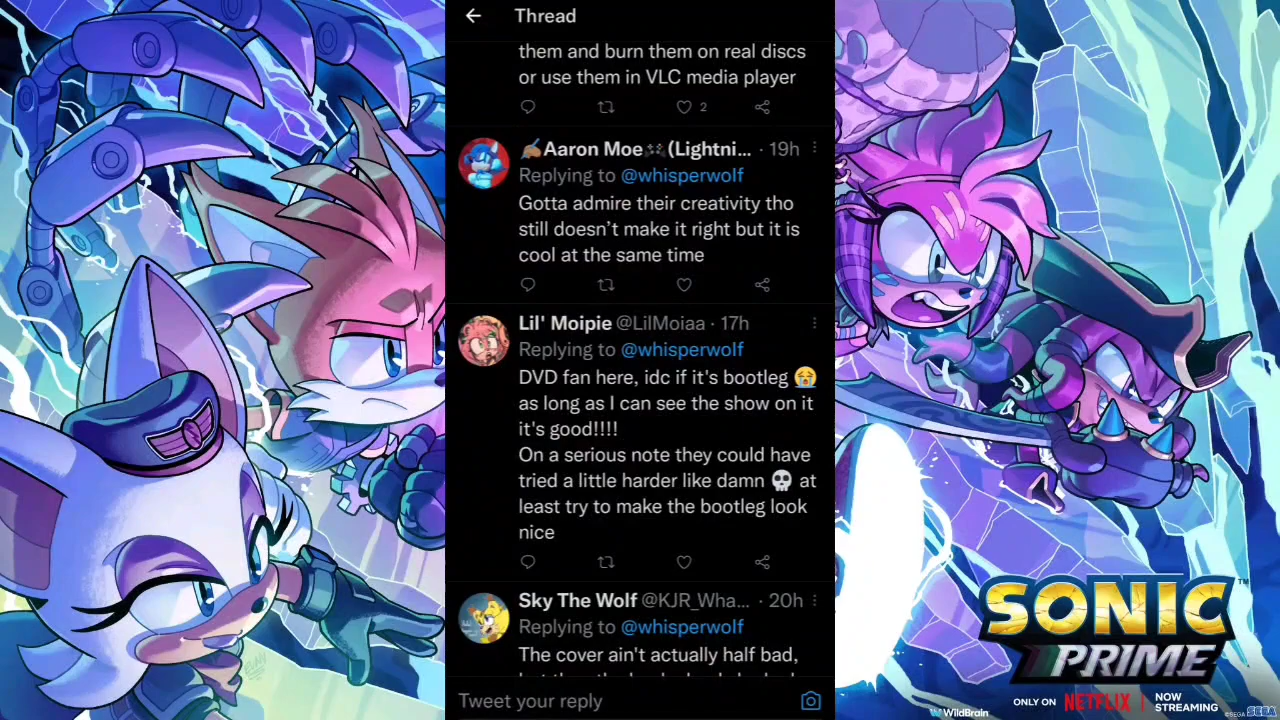 Thread
them and burn them on real discs
or use them in VLC media player
2
Aaron Moe (Lightni... · 19h
Replying to @whisperwolf
Gotta admire their creativity tho
still doesn't make it right but it is
cool at the same time
Lil' Moipie @LilMoiaa · 17h
Replying to @whisperwolf
DVD fan here, idc if it's bootleg 😭
as long as I can see the show on it
it's good!!!!
On a serious note they could have
tried a little harder like damn 💀 at
least try to make the bootleg look
nice
Sky The Wolf @KJR_Wha... · 20h
Replying to @whisperwolf
The cover ain't actually half bad,
Tweet your reply
SONIC™
PRIME
ONLY ON NETFLIX | NOW STREAMING
WildBrain ©SEGA SEGA